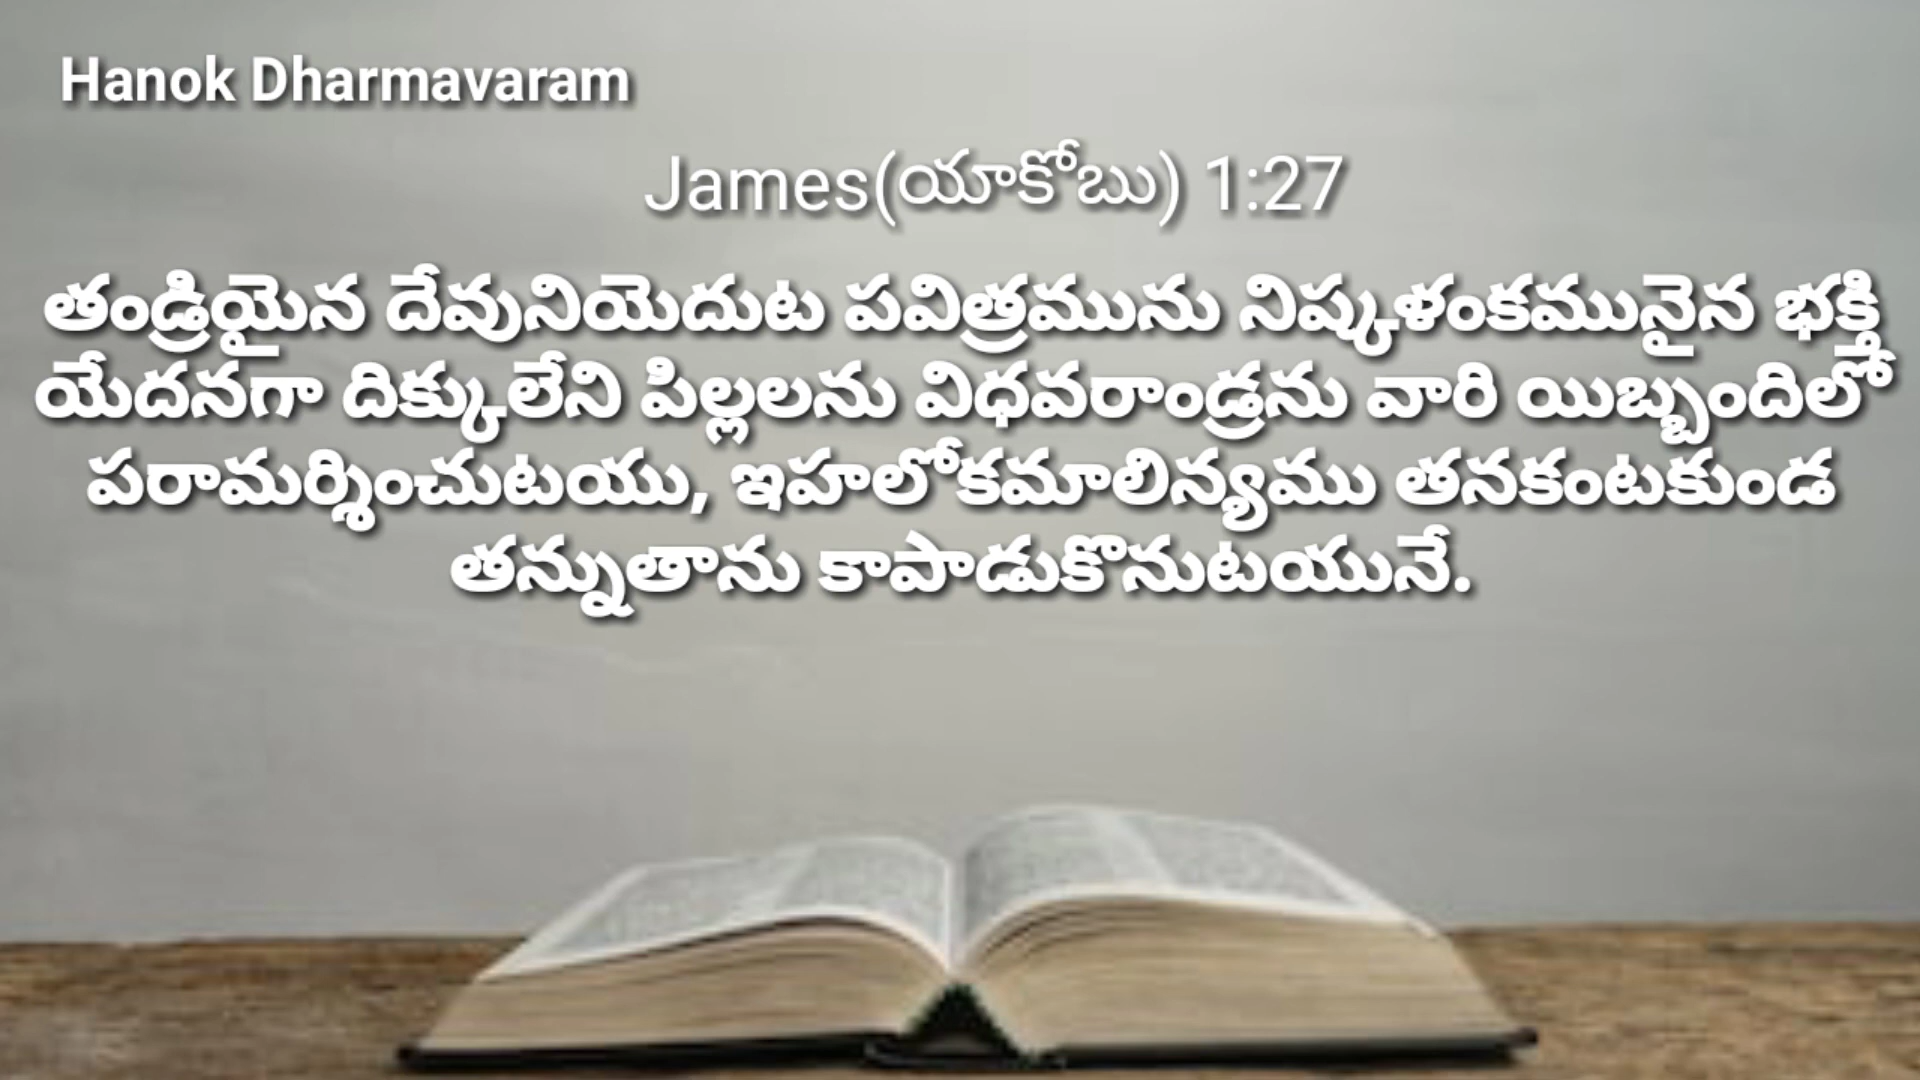 Hanok Dharmavaram
James(యాకోబు) 1:27
తండ్రియైన దేవునియెదుట పవిత్రమును నిష్కళంకమునైన భక్తి
యేదనగా దిక్కులేని పిల్లలను విధవరాండ్రను వారి యిబ్బందిలో
పరామర్శించుటయు, ఇహలోకమాలిన్యము తనకంటకుండ
తన్నుతాను కాపాడుకొనుటయునే.